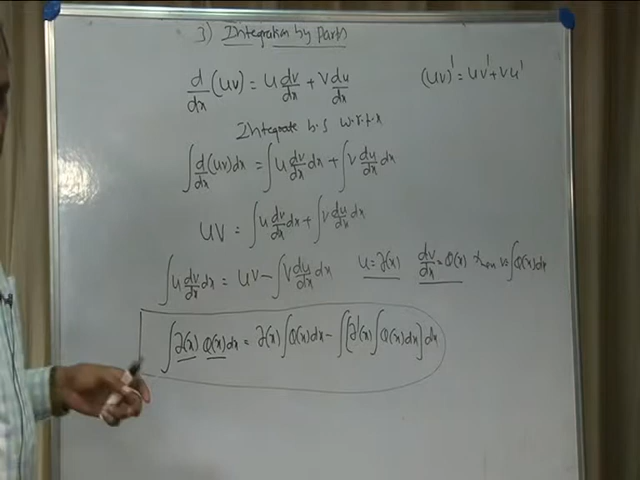 3) Integration by Parts
d/dx (uv) = u dv/dx + v du/dx (uv)' = uv' + vu'
Integrate b.s w.r.t x
∫ d/dx (uv) dx = ∫ u dv/dx dx + ∫ v du/dx dx
uv = ∫ u dv/dx dx + ∫ v du/dx dx
∫ u dv/dx dx = uv - ∫ v du/dx dx u = f(x) dv/dx = Q(x) then v = ∫ Q(x) dx
∫ f(x) Q(x) dx = f(x) ∫ Q(x) dx - ∫ [f'(x) ∫ Q(x) dx] dx